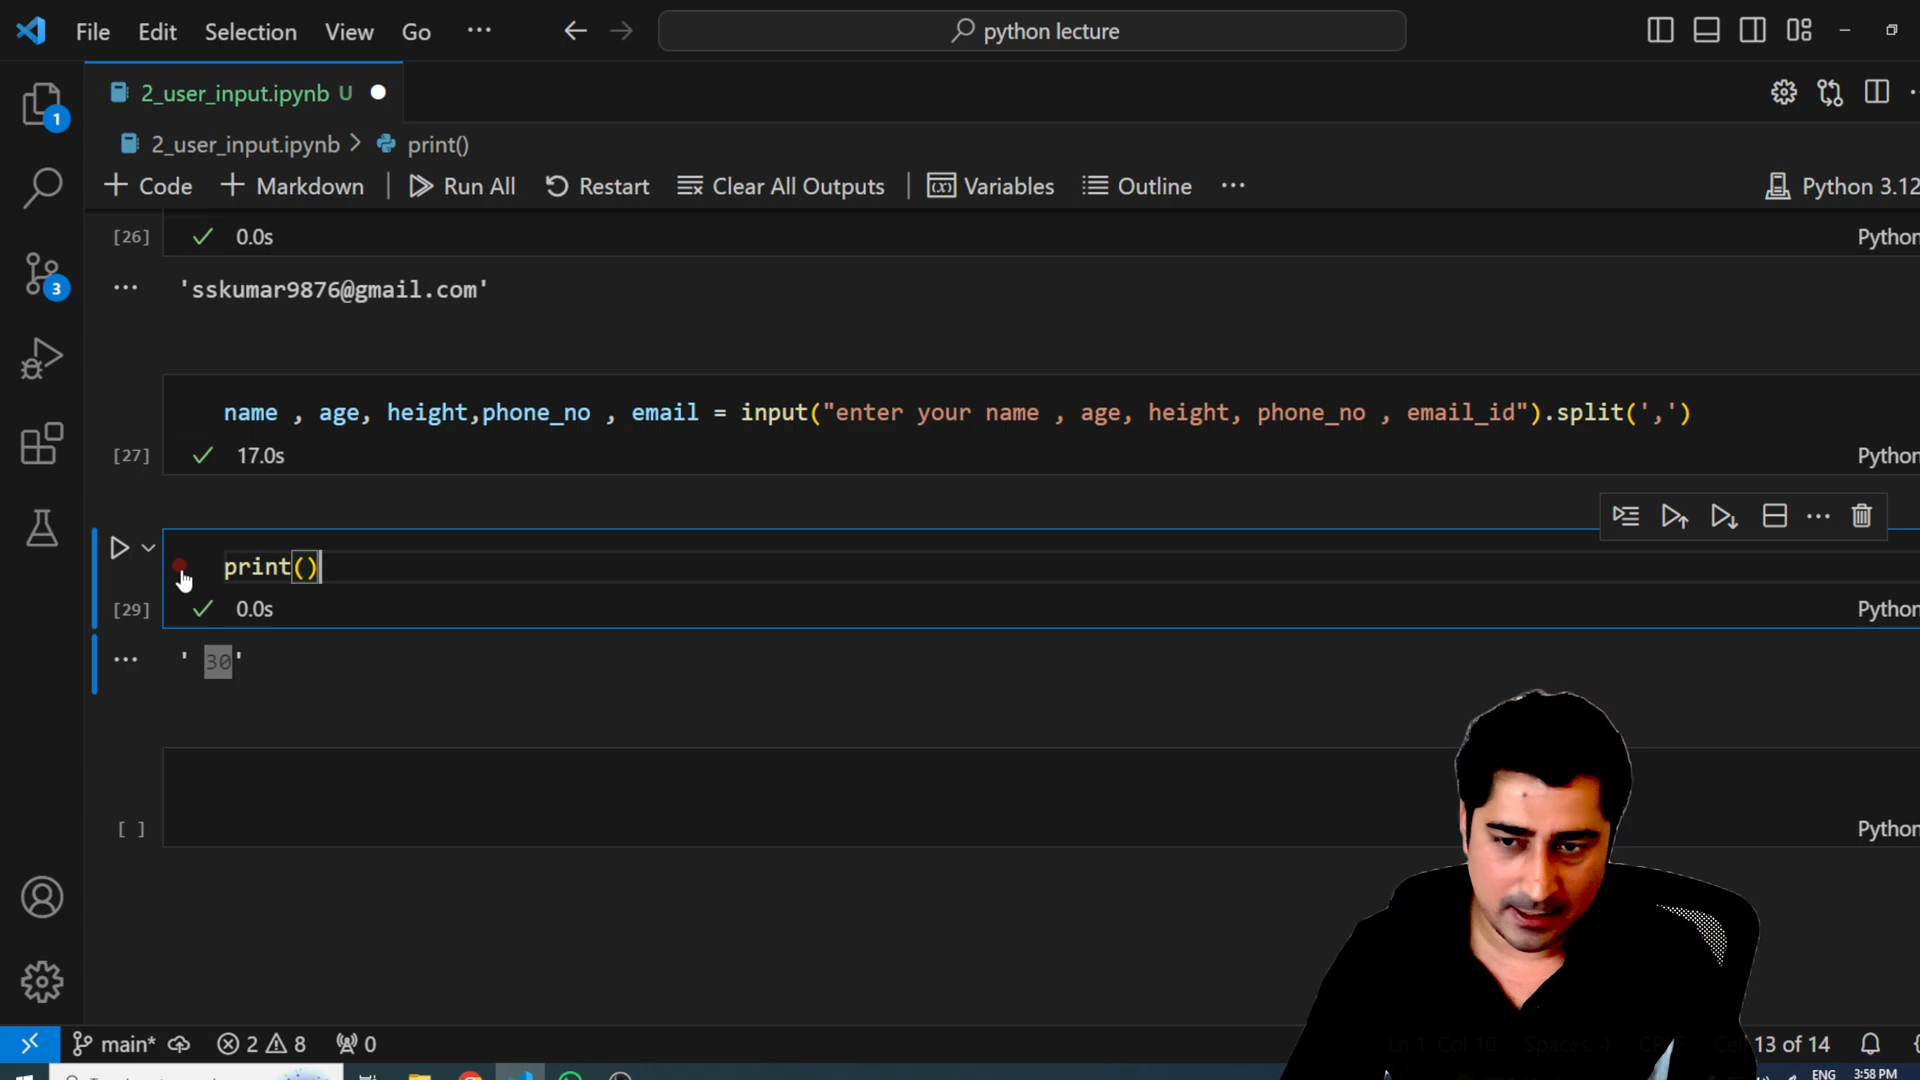 File Edit Selection View Go ··· python lecture
2_user_input.ipynb U
2_user_input.ipynb > print()
+ Code + Markdown | Run All Restart Clear All Outputs | Variables Outline ··· Python 3.12
[26] 0.0s Python
'sskumar9876@gmail.com'
name , age, height,phone_no , email = input("enter your name , age, height, phone_no , email_id").split(',')
[27] 17.0s Python
print()
[29] 0.0s Python
' 30'
[ ] Python
1
3
main* 2 8 0 Ln 1, Col 10 Spaces: 4 Cell 13 of 14
ENG 3:58 PM